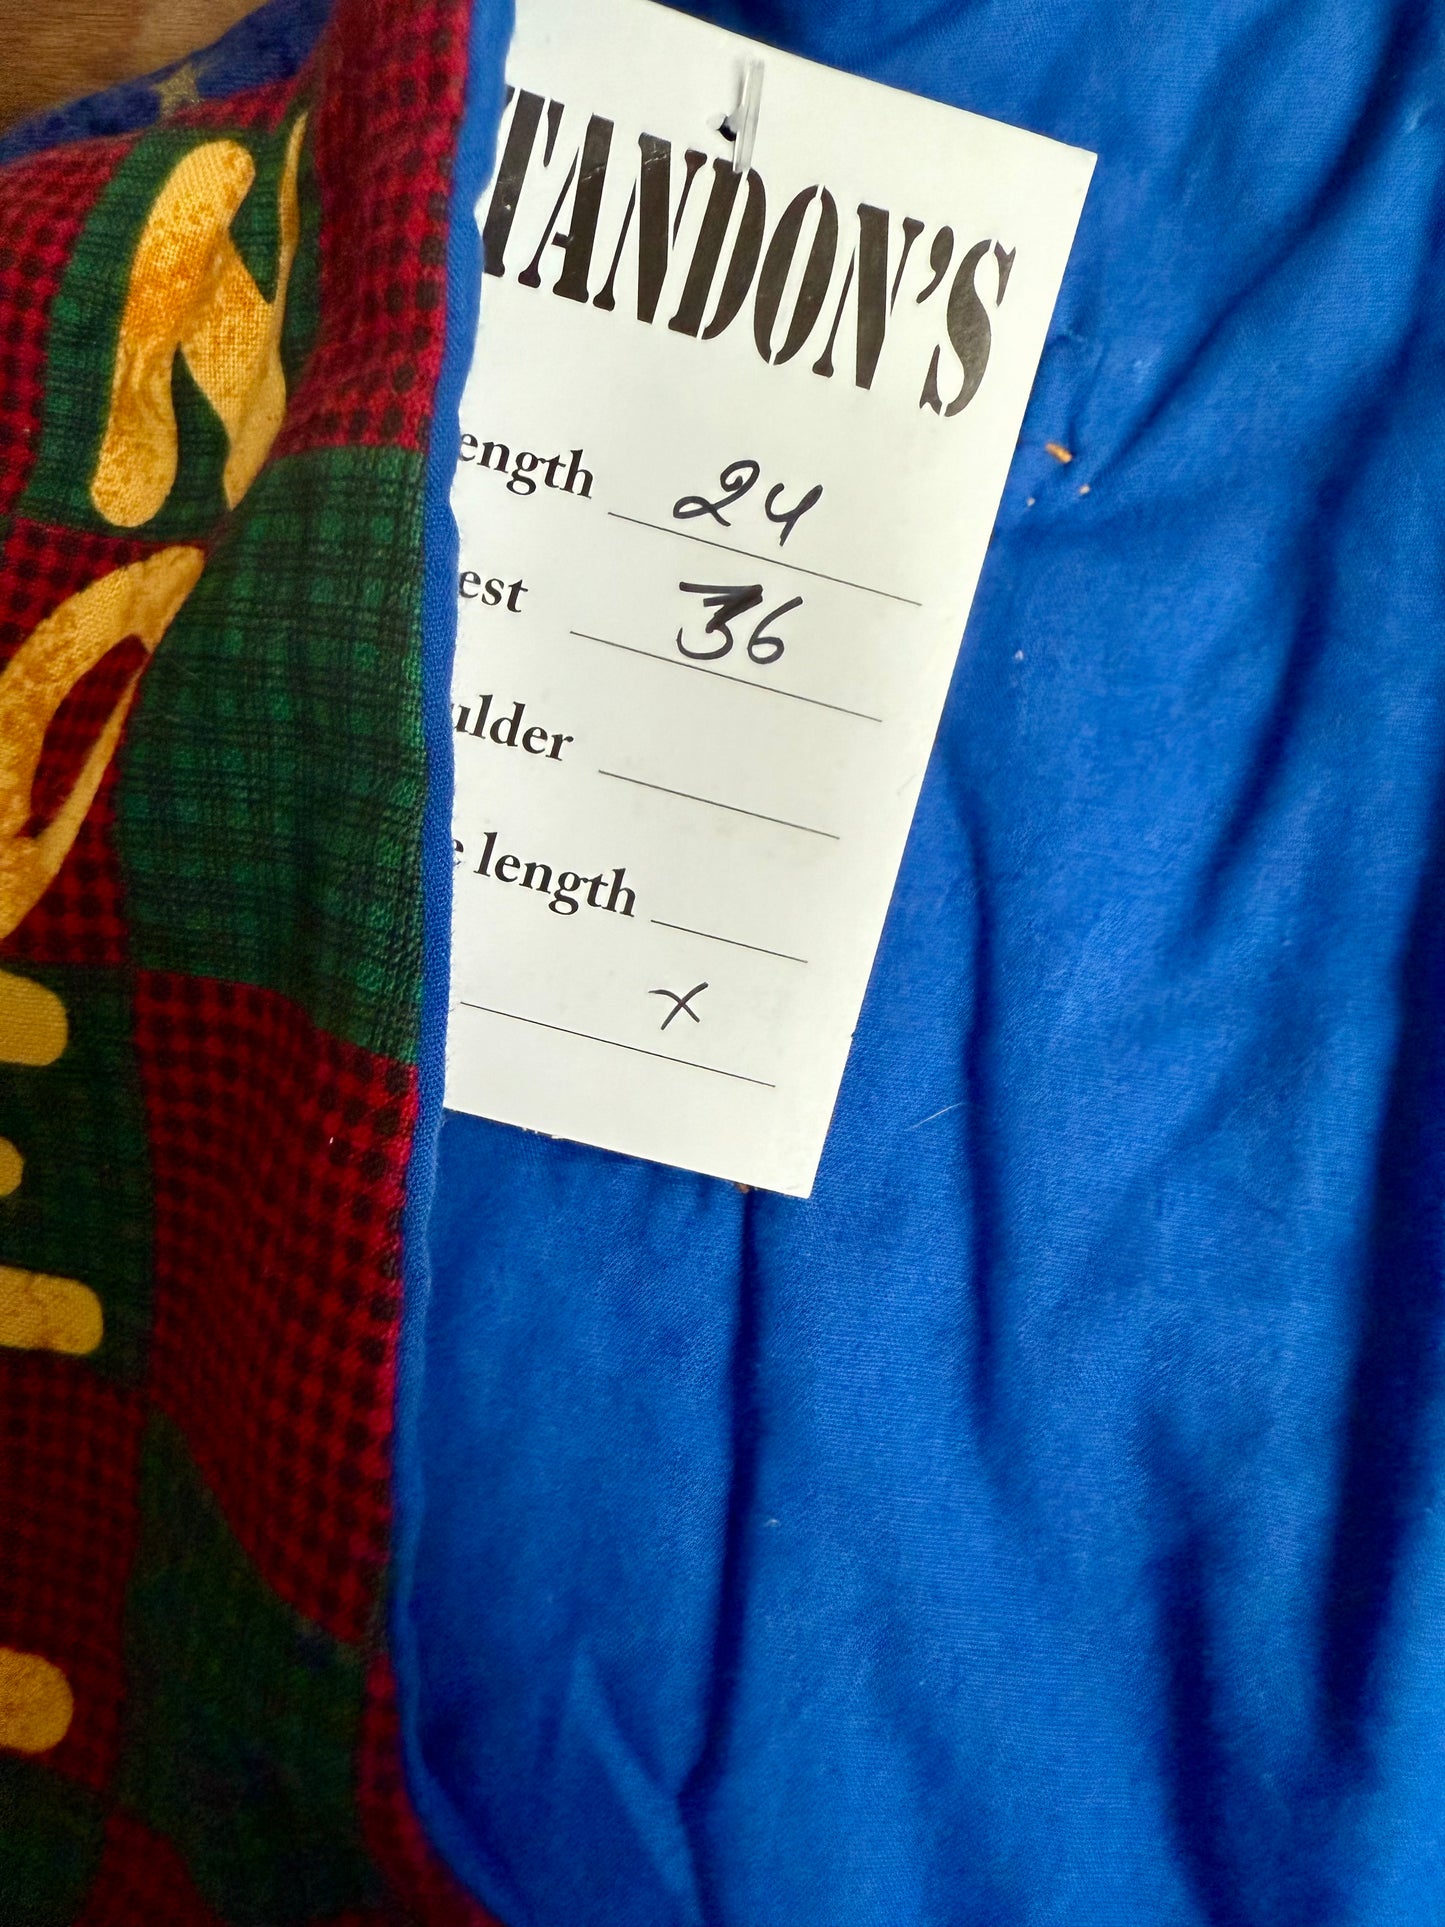 TANDON'S
ength 24
est 36
ulder
e length
x